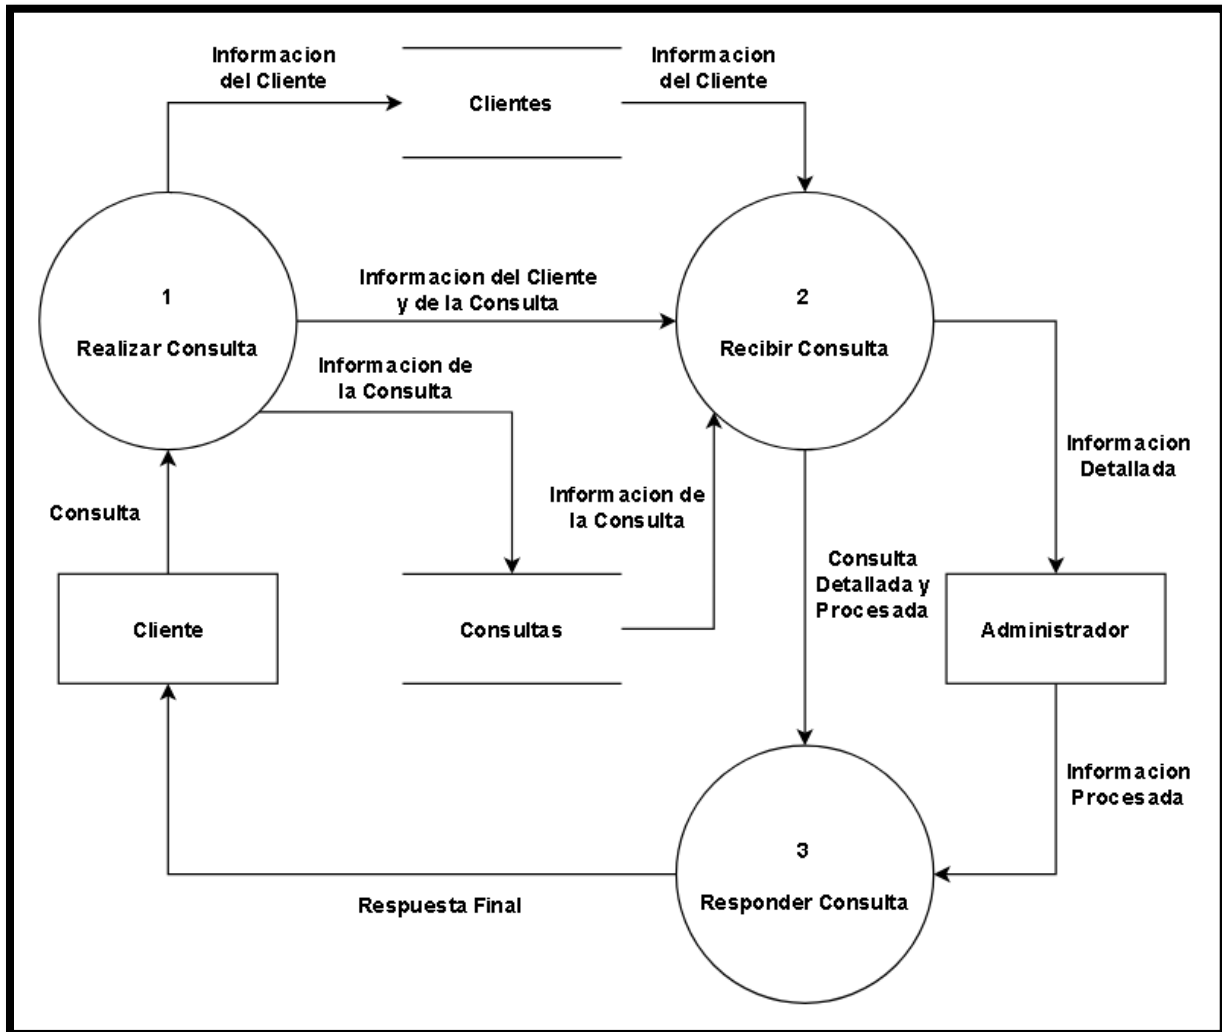 Informacion
del Cliente
Clientes
Informacion
del Cliente
1
Realizar Consulta
Informacion del Cliente
y de la Consulta
2
Recibir Consulta
Informacion de
la Consulta
Informacion
Detallada
Consulta
Informacion de
la Consulta
Consulta
Detallada y
Procesada
Cliente
Consultas
Administrador
Informacion
Procesada
3
Responder Consulta
Respuesta Final